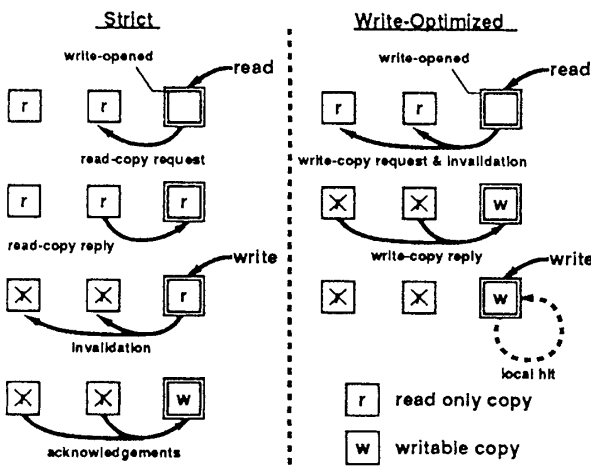 Strict
write-opened
read
r r
read-copy request
r r r
read-copy reply
write
r r r
invalidation
r r w
acknowledgements
Write-Optimized
write-opened
read
r r
write-copy request & invalidation
r r w
write-copy reply
write
r r w
local hit
r read only copy
w writable copy